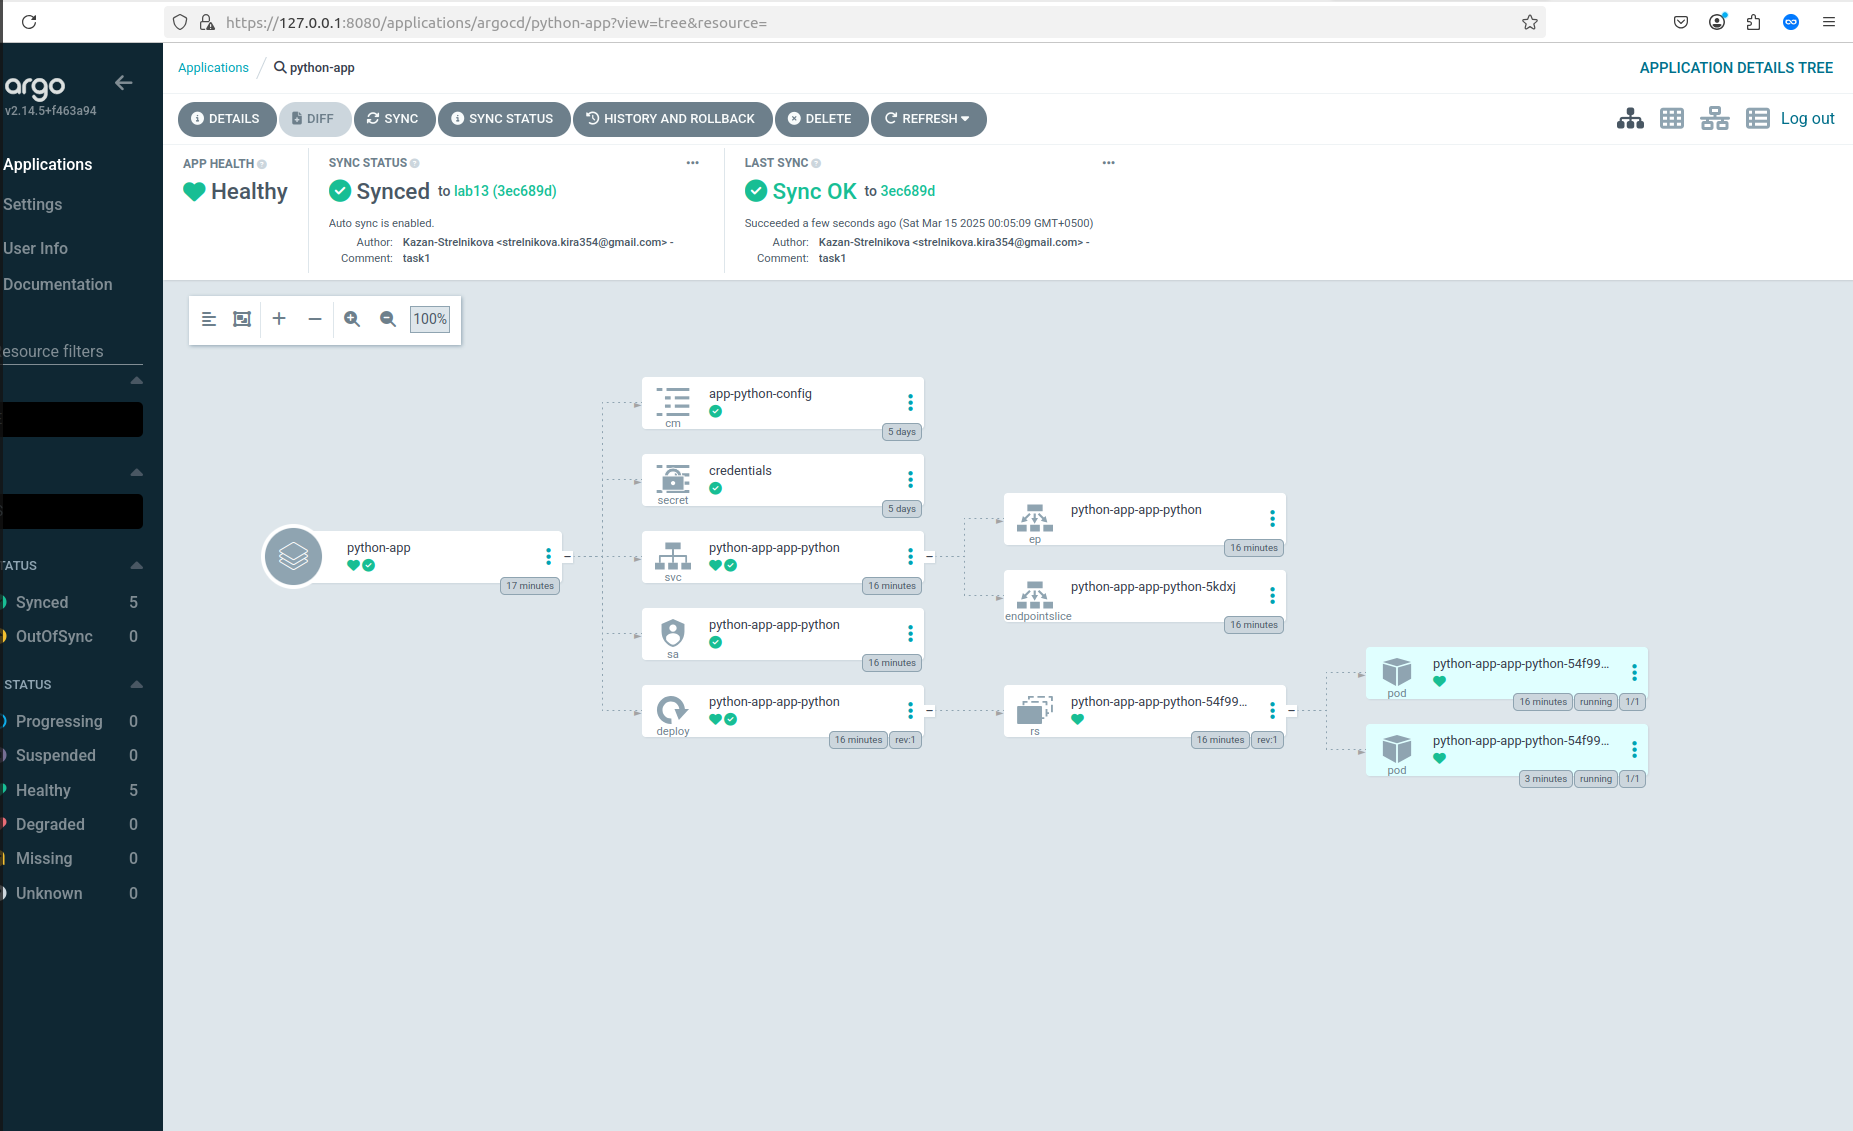 https://127.0.0.1:8080/applications/argocd/python-app?view=tree&resource=
argo
v2.14.5+f463a94
Applications
Settings
User Info
Documentation
esource filters
TATUS
Synced 5
OutOfSync 0
STATUS
Progressing 0
Suspended 0
Healthy 5
Degraded 0
Missing 0
Unknown 0
Applications / python-app
APPLICATION DETAILS TREE
DETAILS
DIFF
SYNC
SYNC STATUS
HISTORY AND ROLLBACK
DELETE
REFRESH
Log out
APP HEALTH
Healthy
SYNC STATUS
Synced to lab13 (3ec689d)
Auto sync is enabled.
Author: Kazan-Strelnikova <strelnikova.kira354@gmail.com> -
Comment: task1
LAST SYNC
Sync OK to 3ec689d
Succeeded a few seconds ago (Sat Mar 15 2025 00:05:09 GMT+0500)
Author: Kazan-Strelnikova <strelnikova.kira354@gmail.com> -
Comment: task1
100%
python-app
17 minutes
app-python-config
cm
5 days
credentials
secret
5 days
python-app-app-python
svc
16 minutes
python-app-app-python
sa
16 minutes
python-app-app-python
deploy
16 minutes rev:1
python-app-app-python
ep
16 minutes
python-app-app-python-5kdxj
endpointslice
16 minutes
python-app-app-python-54f99...
rs
16 minutes rev:1
python-app-app-python-54f99...
pod
16 minutes running 1/1
python-app-app-python-54f99...
pod
3 minutes running 1/1